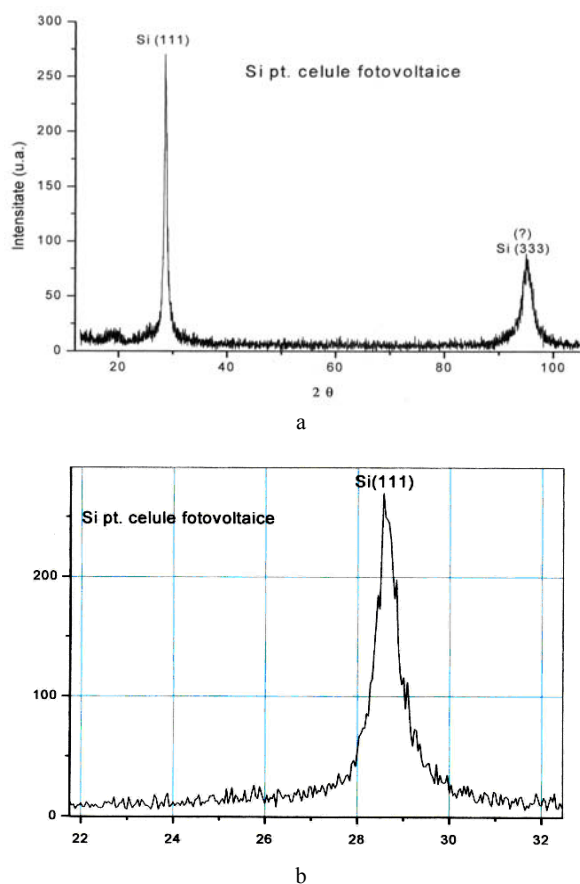 300
Si (111)
Si pt. celule fotovoltaice
250
200
Intensitate (u.a.)
150
100
(?)
Si (333)
50
0
20 40 60 80 100
2 θ
a
Si(111)
Si pt. celule fotovoltaice
200
100
0
22 24 26 28 30 32
b